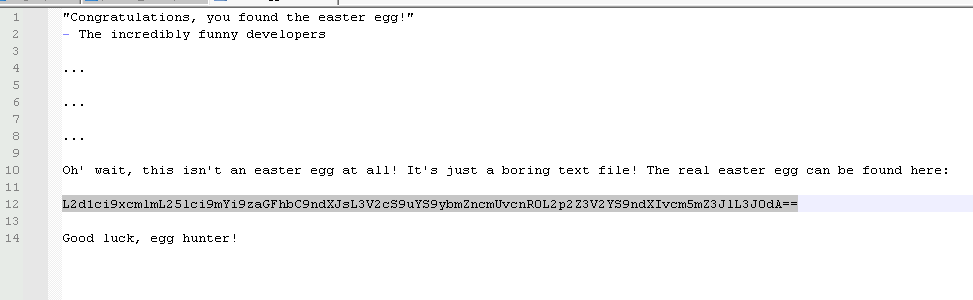 1 "Congratulations, you found the easter egg!"
2 - The incredibly funny developers
3
4 ...
5
6 ...
7
8 ...
9
10 Oh' wait, this isn't an easter egg at all! It's just a boring text file! The real easter egg can be found here:
11
12 L2d1ci9xcmlmL25lci9mYi9zaGFhbC9ndXJsL3V2cS9uYS9ybmZncmUvcnR0L2p2Z3V2YS9ndXIvcm5mZ3JlL3J0dA==
13
14 Good luck, egg hunter!